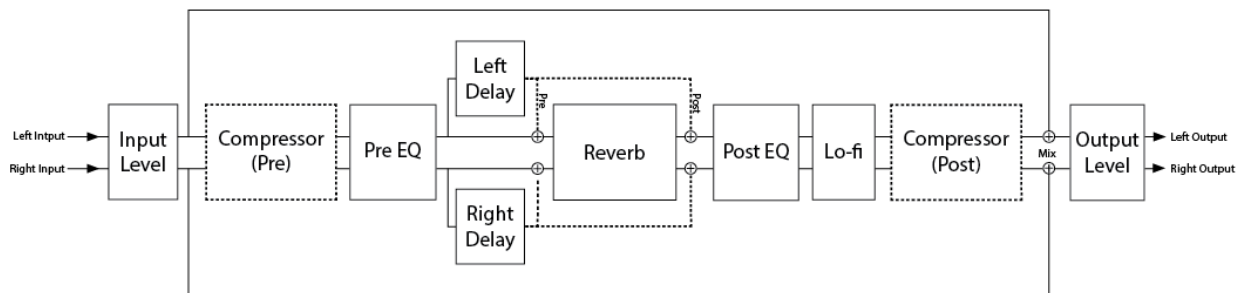 Left
Delay
Pre
Post
Left Intput
Right Input
Input
Level
Compressor
(Pre)
Pre EQ
Reverb
Post EQ
Lo-fi
Compressor
(Post)
Mix
Output
Level
Left Output
Right Output
Right
Delay